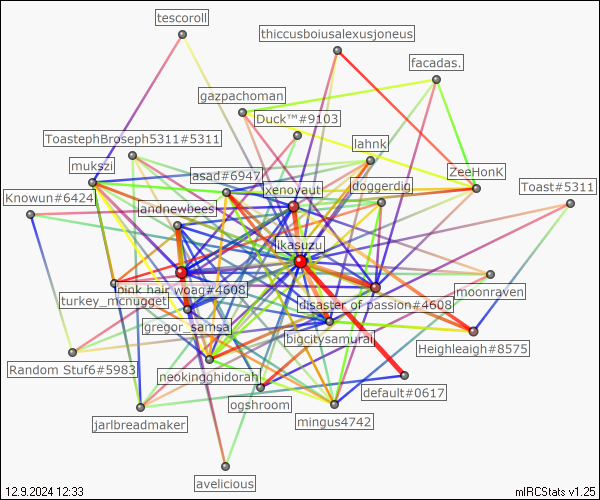 tescoroll
thiccusboiusalexusjoneus
facadas.
gazpachoman
Duck™#9103
ToastephBroseph5311#5311
lahnk
mukszi
asad#6947
ZeeHonK
xenoyaut
doggerdig
Toast#5311
Knowun#6424
andnewbees
ikasuzu
pink hair woag#4608
moonraven
turkey_mcnugget
disaster of passion#4608
gregor_samsa
bigcitysamurai
Heighleaigh#8575
Random Stuf6#5983
neokingghidorah
default#0617
ogshroom
mingus4742
jarlbreadmaker
avelicious
12.9.2024 12:33
mIRCStats v1.25